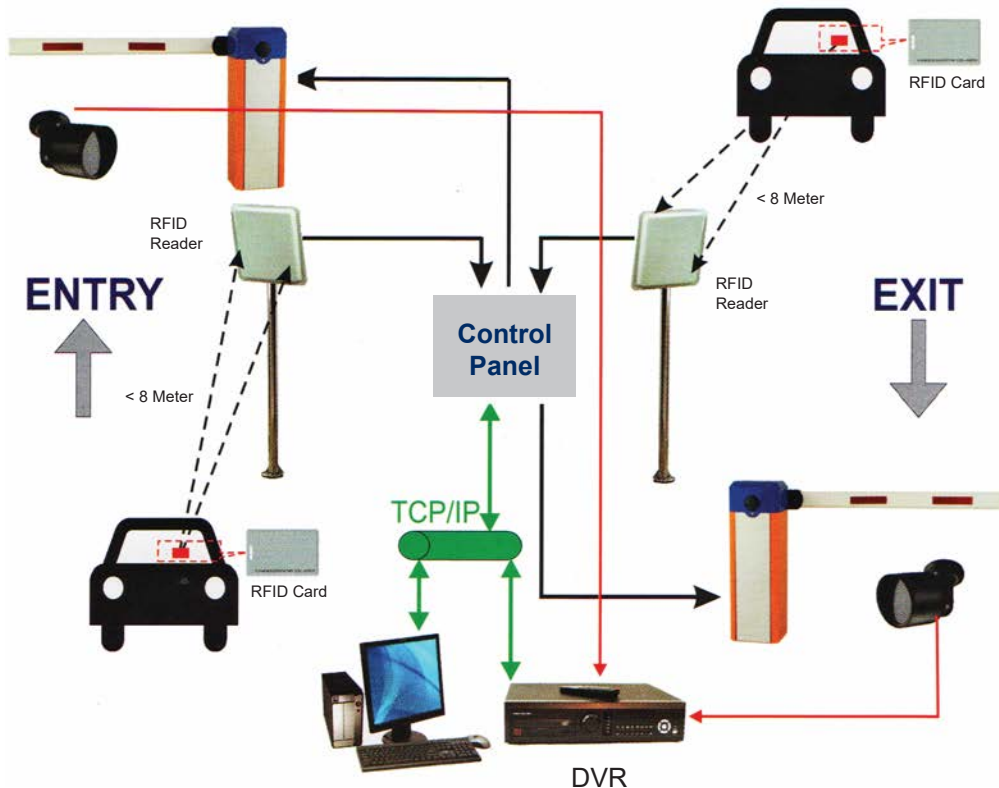 RFID Card
< 8 Meter
RFID
Reader
RFID
Reader
ENTRY
EXIT
Control
Panel
< 8 Meter
TCP/IP
RFID Card
DVR